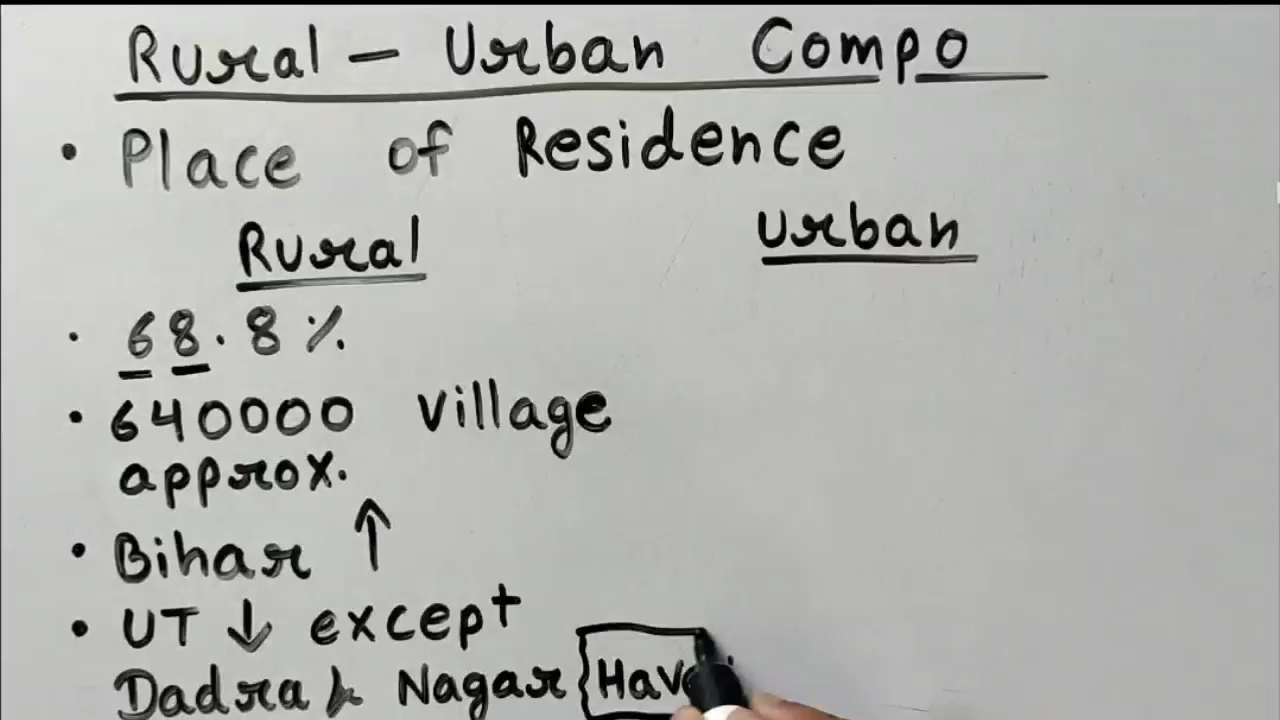 Rural - Urban Compo
• Place of Residence
Rural
Urban
• 68.8%
• 640000 village
approx.
• Bihar ↑
• UT ↓ except
Dadra & Nagar